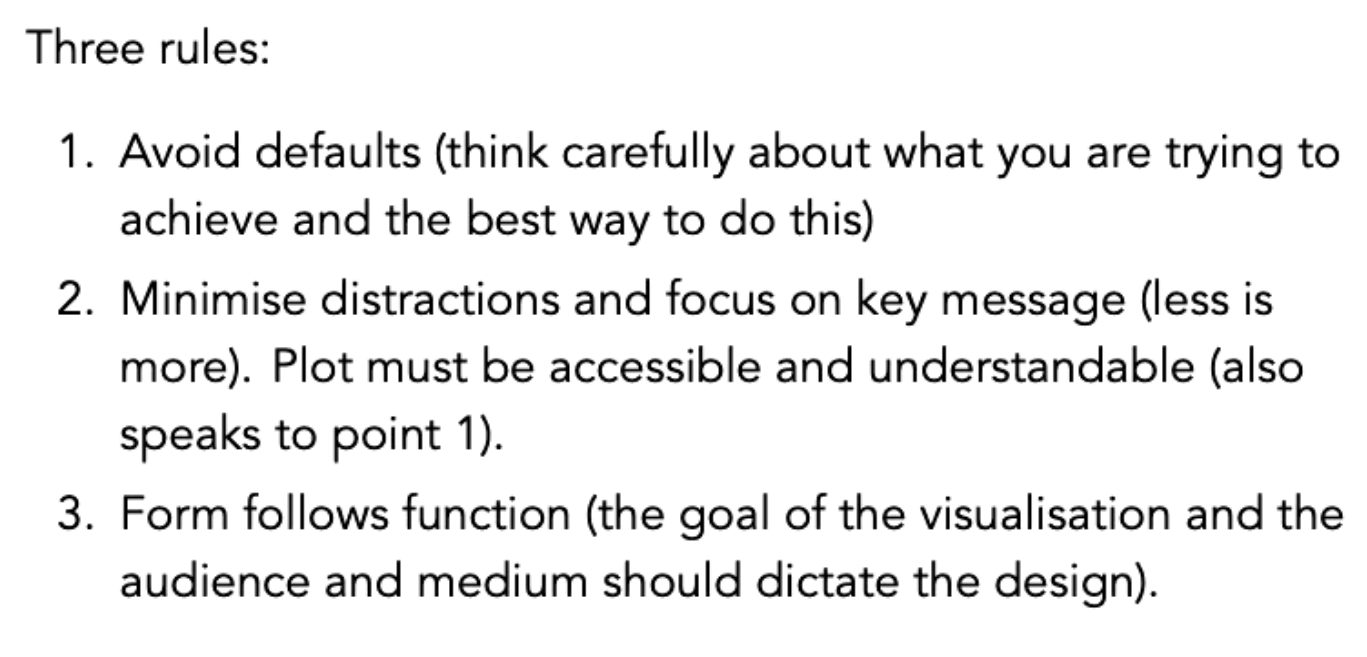 Three rules:
1. Avoid defaults (think carefully about what you are trying to
achieve and the best way to do this)
2. Minimise distractions and focus on key message (less is
more). Plot must be accessible and understandable (also
speaks to point 1).
3. Form follows function (the goal of the visualisation and the
audience and medium should dictate the design).